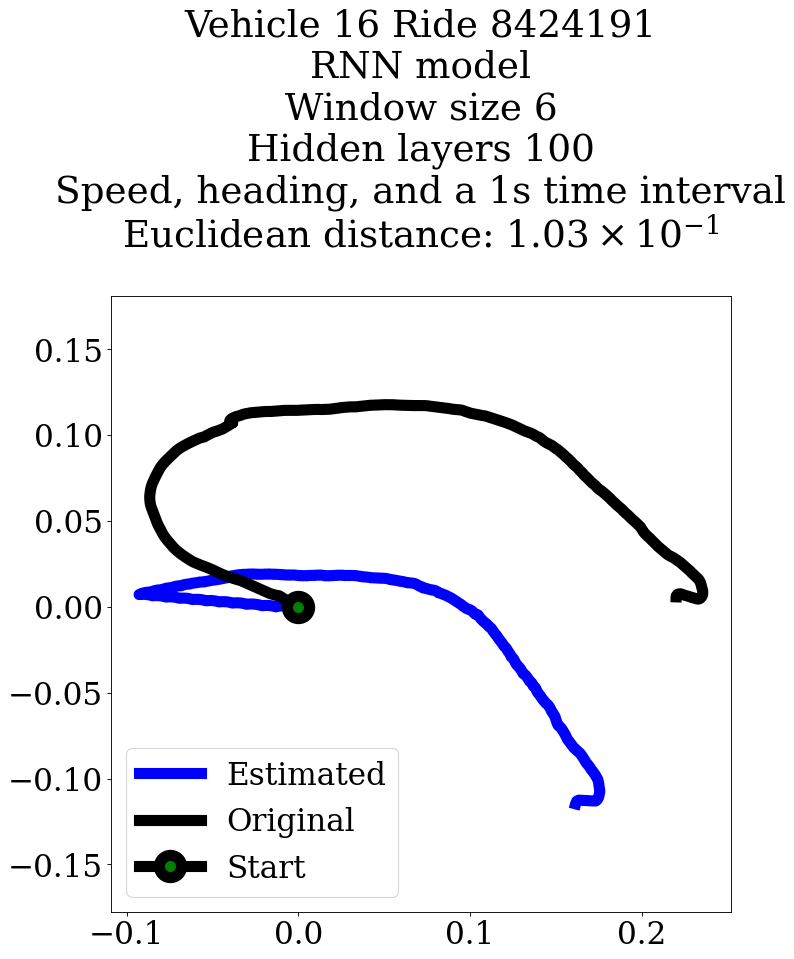 Vehicle 16 Ride 8424191
RNN model
Window size 6
Hidden layers 100
Speed, heading, and a 1s time interval
Euclidean distance: 1.03 × 10⁻¹
0.15
0.10
0.05
0.00
−0.05
−0.10
−0.15
Estimated
Original
Start
−0.1
0.0
0.1
0.2